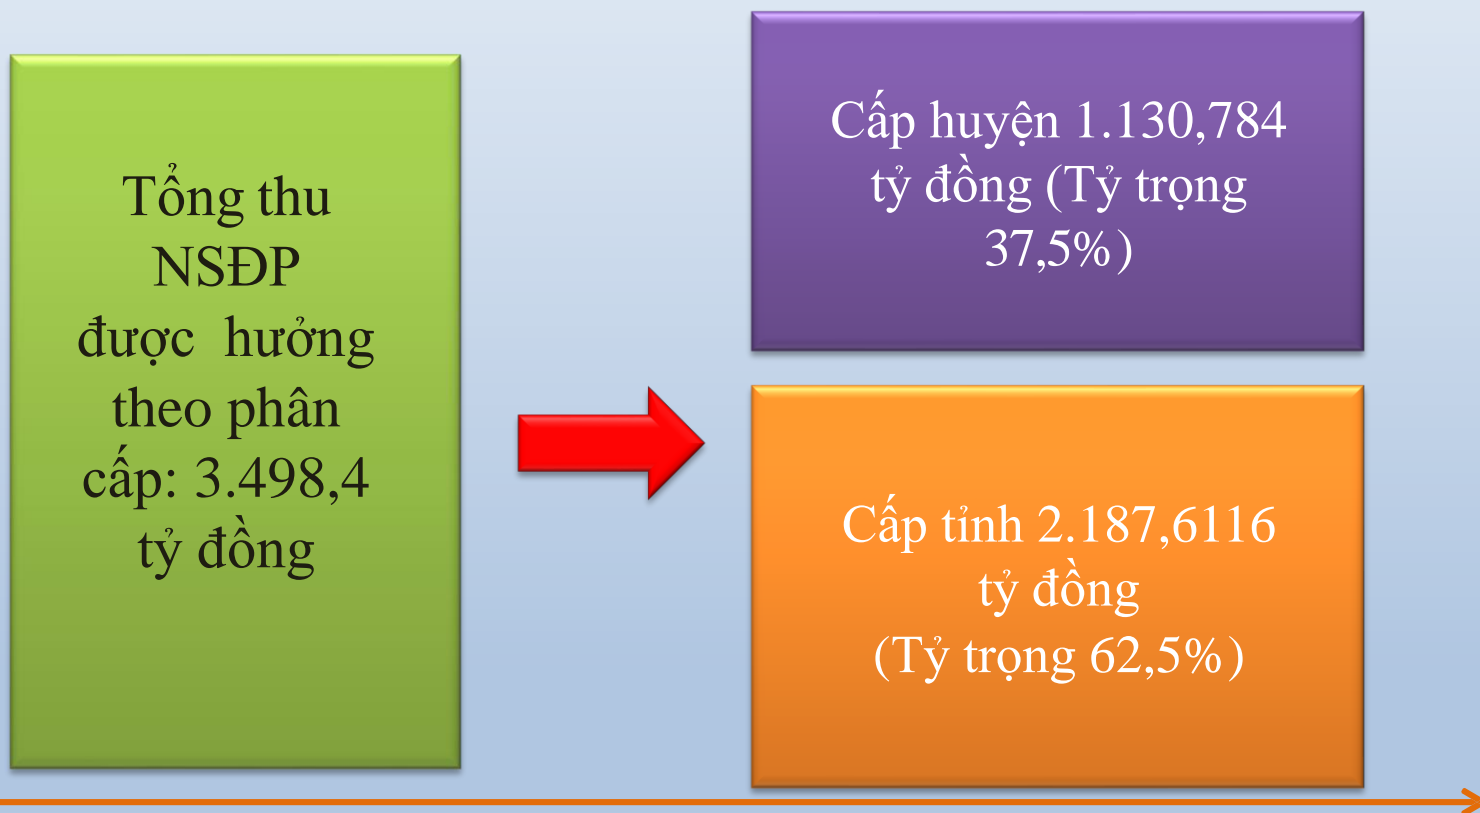 Tổng thu
NSĐP
được hưởng
theo phân
cấp: 3.498,4
tỷ đồng
Cấp huyện 1.130,784
tỷ đồng (Tỷ trọng
37,5%)
Cấp tỉnh 2.187,6116
tỷ đồng
(Tỷ trọng 62,5%)